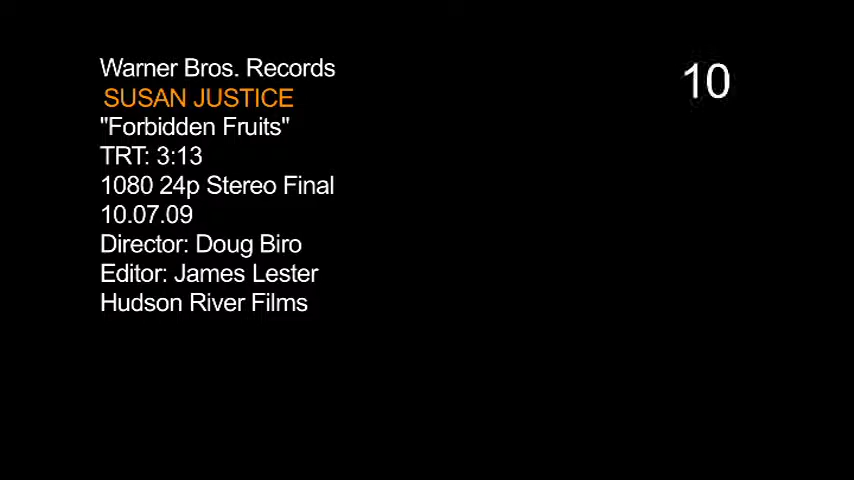 Warner Bros. Records
10
SUSAN JUSTICE
"Forbidden Fruits"
TRT: 3:13
1080 24p Stereo Final
10.07.09
Director: Doug Biro
Editor: James Lester
Hudson River Films